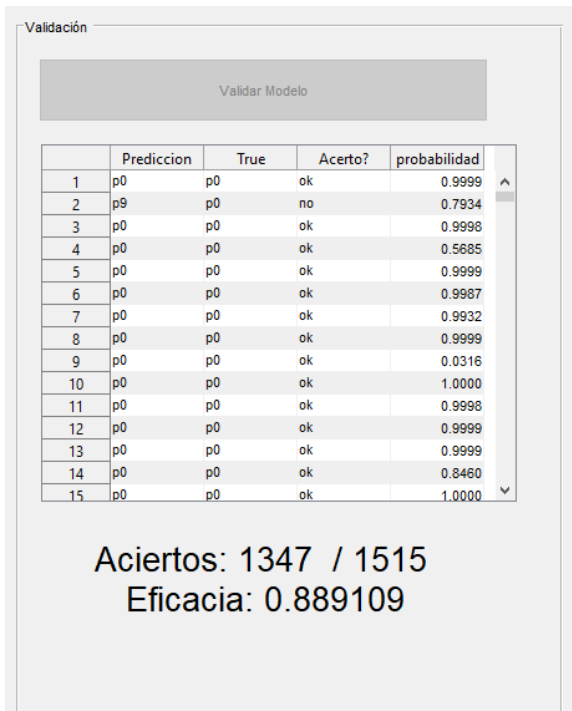 Validación
Validar Modelo
Prediccion True Acerto? probabilidad
1 p0 p0 ok 0.9999
2 p9 p0 no 0.7934
3 p0 p0 ok 0.9998
4 p0 p0 ok 0.5685
5 p0 p0 ok 0.9999
6 p0 p0 ok 0.9987
7 p0 p0 ok 0.9932
8 p0 p0 ok 0.9999
9 p0 p0 ok 0.0316
10 p0 p0 ok 1.0000
11 p0 p0 ok 0.9998
12 p0 p0 ok 0.9999
13 p0 p0 ok 0.9999
14 p0 p0 ok 0.8460
15 p0 p0 ok 1.0000
Aciertos: 1347 / 1515
Eficacia: 0.889109